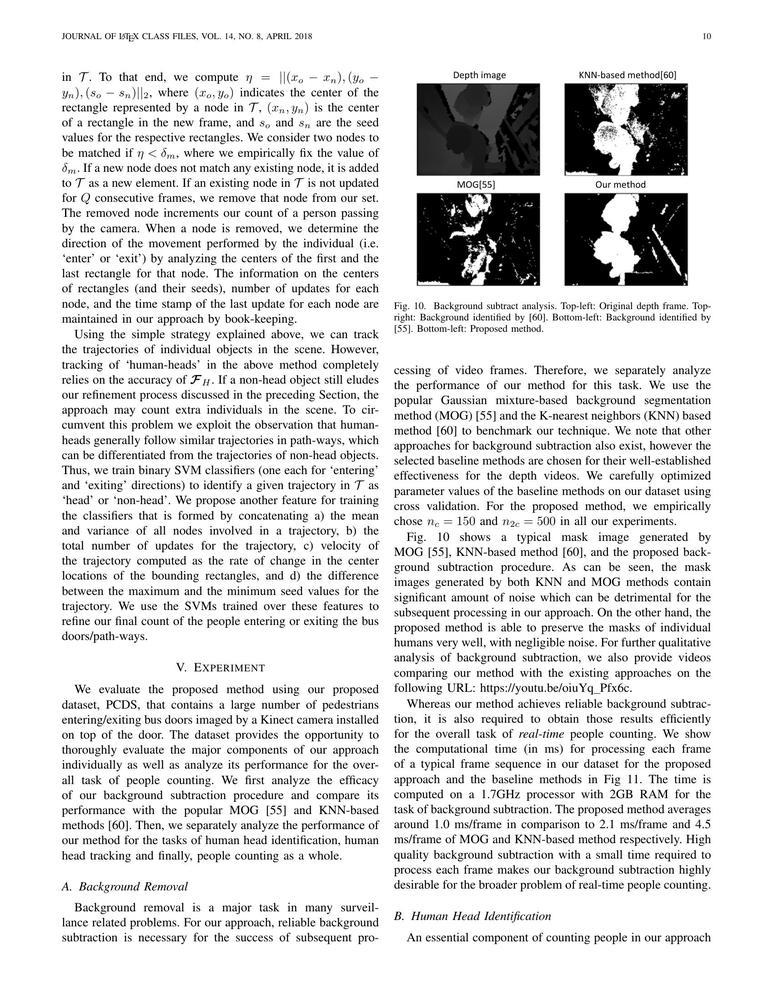 JOURNAL OF LATEX CLASS FILES, VOL. 14, NO. 8, APRIL 2018
10
in 𝒯. To that end, we compute η = ||(x_o − x_n), (y_o −
y_n), (s_o − s_n)||_2, where (x_o, y_o) indicates the center of the
rectangle represented by a node in 𝒯, (x_n, y_n) is the center
of a rectangle in the new frame, and s_o and s_n are the seed
values for the respective rectangles. We consider two nodes to
be matched if η < δ_m, where we empirically fix the value of
δ_m. If a new node does not match any existing node, it is added
to 𝒯 as a new element. If an existing node in 𝒯 is not updated
for Q consecutive frames, we remove that node from our set.
The removed node increments our count of a person passing
by the camera. When a node is removed, we determine the
direction of the movement performed by the individual (i.e.
‘enter’ or ‘exit’) by analyzing the centers of the first and the
last rectangle for that node. The information on the centers
of rectangles (and their seeds), number of updates for each
node, and the time stamp of the last update for each node are
maintained in our approach by book-keeping.
Using the simple strategy explained above, we can track
the trajectories of individual objects in the scene. However,
tracking of ‘human-heads’ in the above method completely
relies on the accuracy of ℱ_H. If a non-head object still eludes
our refinement process discussed in the preceding Section, the
approach may count extra individuals in the scene. To cir-
cumvent this problem we exploit the observation that human-
heads generally follow similar trajectories in path-ways, which
can be differentiated from the trajectories of non-head objects.
Thus, we train binary SVM classifiers (one each for ‘entering’
and ‘exiting’ directions) to identify a given trajectory in 𝒯 as
‘head’ or ‘non-head’. We propose another feature for training
the classifiers that is formed by concatenating a) the mean
and variance of all nodes involved in a trajectory, b) the
total number of updates for the trajectory, c) velocity of
the trajectory computed as the rate of change in the center
locations of the bounding rectangles, and d) the difference
between the maximum and the minimum seed values for the
trajectory. We use the SVMs trained over these features to
refine our final count of the people entering or exiting the bus
doors/path-ways.
V. EXPERIMENT
We evaluate the proposed method using our proposed
dataset, PCDS, that contains a large number of pedestrians
entering/exiting bus doors imaged by a Kinect camera installed
on top of the door. The dataset provides the opportunity to
thoroughly evaluate the major components of our approach
individually as well as analyze its performance for the over-
all task of people counting. We first analyze the efficacy
of our background subtraction procedure and compare its
performance with the popular MOG [55] and KNN-based
methods [60]. Then, we separately analyze the performance of
our method for the tasks of human head identification, human
head tracking and finally, people counting as a whole.
A. Background Removal
Background removal is a major task in many surveil-
lance related problems. For our approach, reliable background
subtraction is necessary for the success of subsequent pro-
Depth image
KNN-based method[60]
MOG[55]
Our method
Fig. 10. Background subtract analysis. Top-left: Original depth frame. Top-
right: Background identified by [60]. Bottom-left: Background identified by
[55]. Bottom-left: Proposed method.
cessing of video frames. Therefore, we separately analyze
the performance of our method for this task. We use the
popular Gaussian mixture-based background segmentation
method (MOG) [55] and the K-nearest neighbors (KNN) based
method [60] to benchmark our technique. We note that other
approaches for background subtraction also exist, however the
selected baseline methods are chosen for their well-established
effectiveness for the depth videos. We carefully optimized
parameter values of the baseline methods on our dataset using
cross validation. For the proposed method, we empirically
chose n_c = 150 and n_2c = 500 in all our experiments.
Fig. 10 shows a typical mask image generated by
MOG [55], KNN-based method [60], and the proposed back-
ground subtraction procedure. As can be seen, the mask
images generated by both KNN and MOG methods contain
significant amount of noise which can be detrimental for the
subsequent processing in our approach. On the other hand, the
proposed method is able to preserve the masks of individual
humans very well, with negligible noise. For further qualitative
analysis of background subtraction, we also provide videos
comparing our method with the existing approaches on the
following URL: https://youtu.be/oiuYq_Pfx6c.
Whereas our method achieves reliable background subtrac-
tion, it is also required to obtain those results efficiently
for the overall task of real-time people counting. We show
the computational time (in ms) for processing each frame
of a typical frame sequence in our dataset for the proposed
approach and the baseline methods in Fig 11. The time is
computed on a 1.7GHz processor with 2GB RAM for the
task of background subtraction. The proposed method averages
around 1.0 ms/frame in comparison to 2.1 ms/frame and 4.5
ms/frame of MOG and KNN-based method respectively. High
quality background subtraction with a small time required to
process each frame makes our background subtraction highly
desirable for the broader problem of real-time people counting.
B. Human Head Identification
An essential component of counting people in our approach